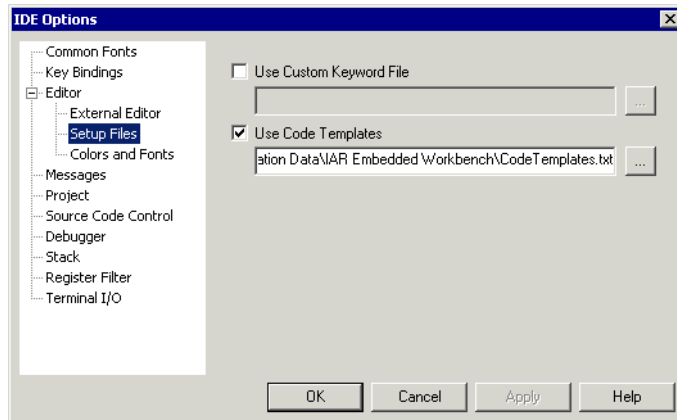 IDE Options
Common Fonts
Key Bindings
Editor
External Editor
Setup Files
Colors and Fonts
Messages
Project
Source Code Control
Debugger
Stack
Register Filter
Terminal I/O
Use Custom Keyword File
...
Use Code Templates
ation Data\IAR Embedded Workbench\CodeTemplates.txt
...
OK
Cancel
Apply
Help